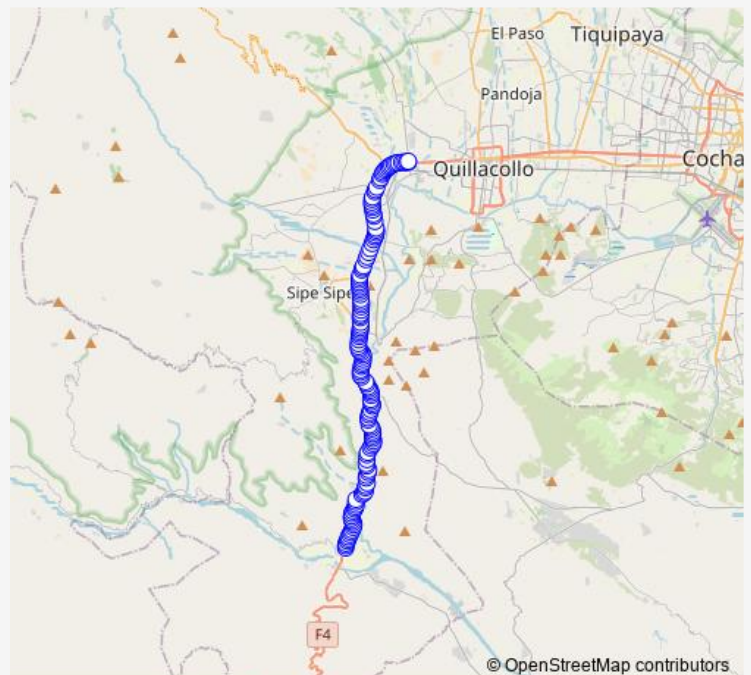 El Paso
Tiquipaya
Pandoja
Cocha
Quillacollo
Sipe Sipe
F4
© OpenStreetMap contributors